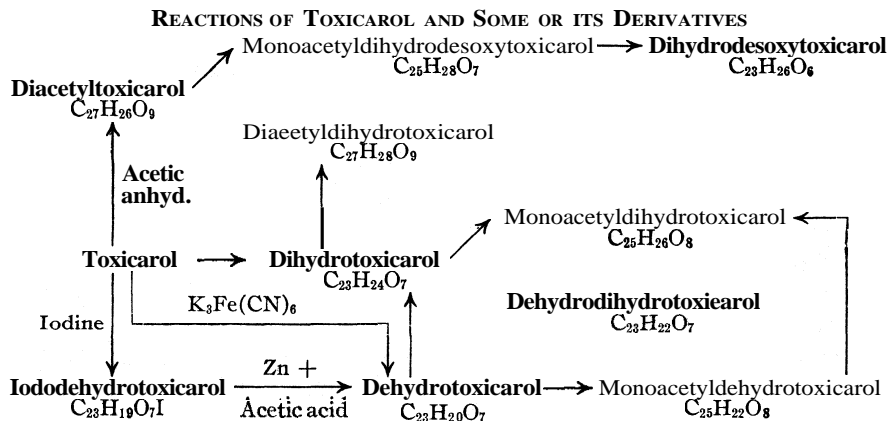 REACTIONS OF TOXICAROL AND SOME OR ITS DERIVATIVES
Monoacetyldihydrodesoxytoxicarol
C₂₅H₂₈O₇
Dihydrodesoxytoxicarol
C₂₃H₂₆O₆
Diacetyltoxicarol
C₂₇H₂₆O₉
Diaeetyldihydrotoxicarol
C₂₇H₂₈O₉
Acetic
anhyd.
Monoacetyldihydrotoxicarol
C₂₅H₂₆O₈
Toxicarol
Dihydrotoxicarol
C₂₃H₂₄O₇
K₃Fe(CN)₆
Dehydrodihydrotoxiearol
C₂₃H₂₂O₇
Iodine
Zn +
Acetic acid
Iododehydrotoxicarol
C₂₃H₁₉O₇I
Dehydrotoxicarol
C₂₃H₂₀O₇
Monoacetyldehydrotoxicarol
C₂₅H₂₂O₈